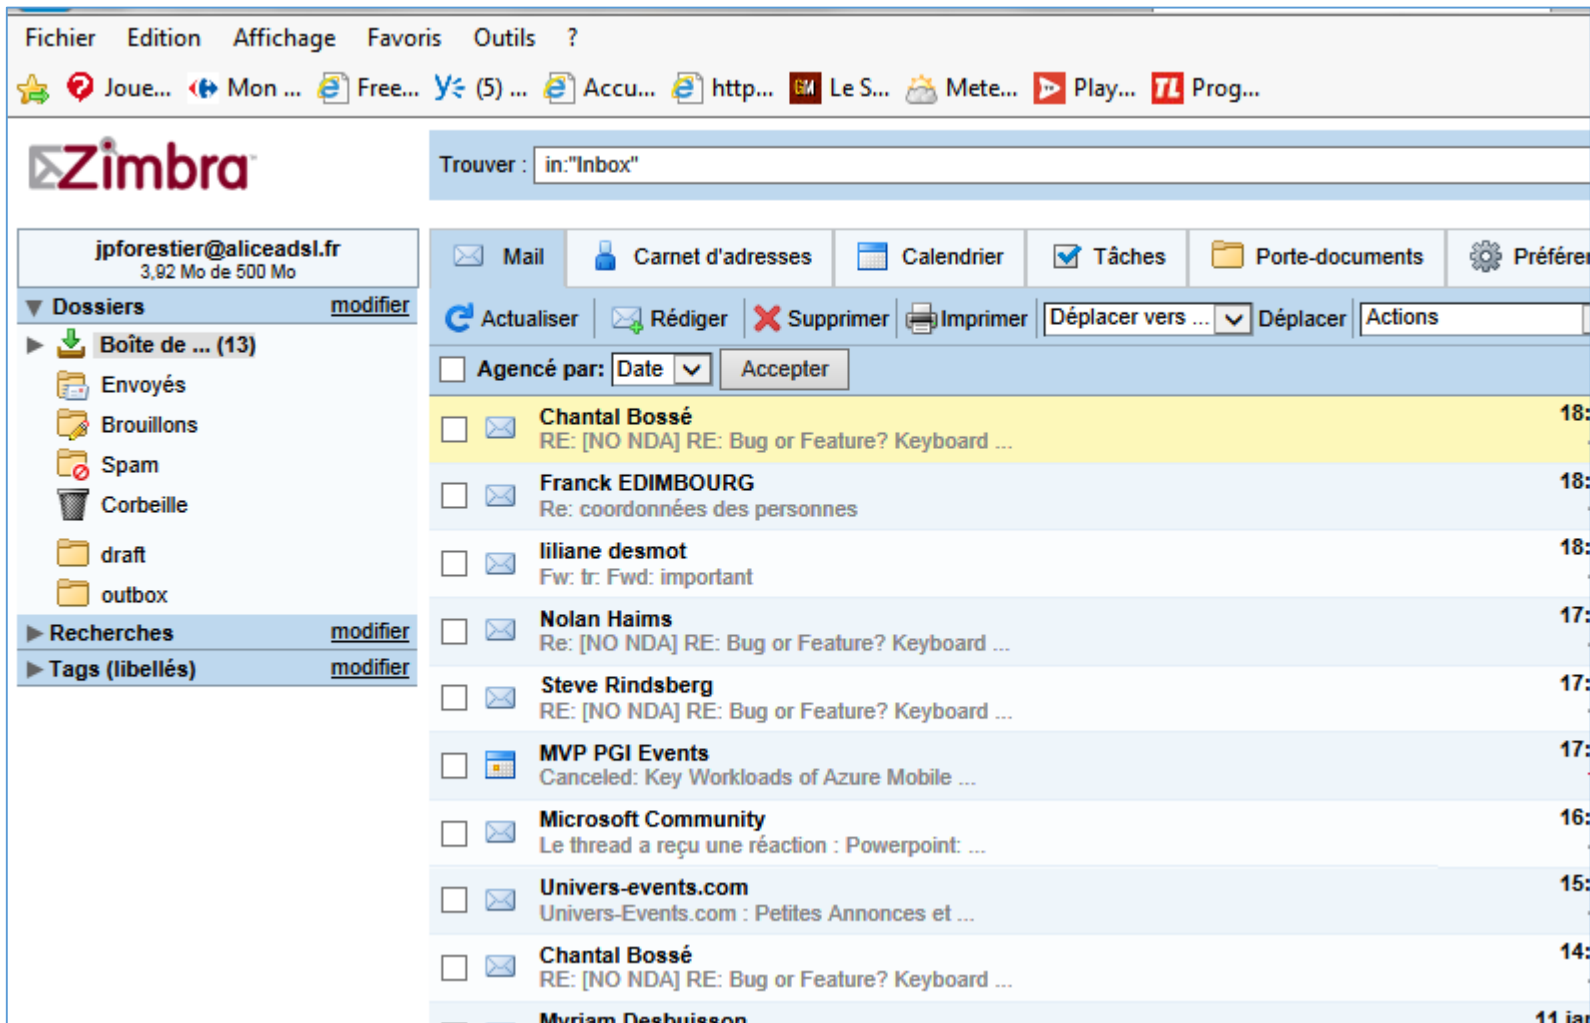 Fichier Edition Affichage Favoris Outils ?
Joue... Mon ... Free... (5) ... Accu... http... GM Le S... Mete... Play... TL Prog...
Zimbra
Trouver : in:"Inbox"
jpforestier@aliceadsl.fr
3,92 Mo de 500 Mo
Mail Carnet d'adresses Calendrier Tâches Porte-documents Préférer
Dossiers modifier
Actualiser Rédiger Supprimer Imprimer Déplacer vers ... Déplacer Actions
Boîte de ... (13)
Envoyés
Brouillons
Spam
Corbeille
draft
outbox
Recherches modifier
Tags (libellés) modifier
Agencé par: Date Accepter
Chantal Bossé 18:
RE: [NO NDA] RE: Bug or Feature? Keyboard ...
Franck EDIMBOURG 18:
Re: coordonnées des personnes
liliane desmot 18:
Fw: tr: Fwd: important
Nolan Haims 17:
Re: [NO NDA] RE: Bug or Feature? Keyboard ...
Steve Rindsberg 17:
RE: [NO NDA] RE: Bug or Feature? Keyboard ...
MVP PGI Events 17:
Canceled: Key Workloads of Azure Mobile ...
Microsoft Community 16:
Le thread a reçu une réaction : Powerpoint: ...
Univers-events.com 15:
Univers-Events.com : Petites Annonces et ...
Chantal Bossé 14:
RE: [NO NDA] RE: Bug or Feature? Keyboard ...
Myriam Desbuisson 11 jan